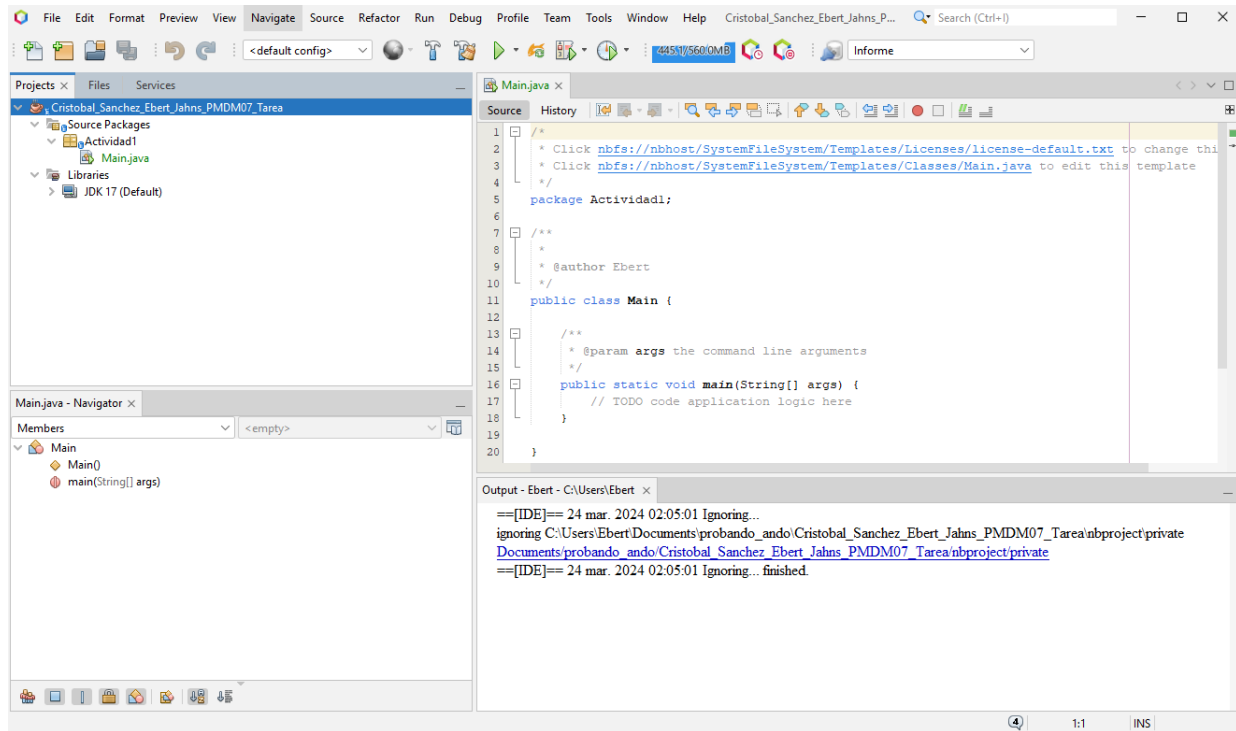 File Edit Format Preview View Navigate Source Refactor Run Debug Profile Team Tools Window Help Cristobal_Sanchez_Ebert_Jahns_P... Search (Ctrl+I)
<default config> 445.1/560.0MB Informe
Projects Files Services
Cristobal_Sanchez_Ebert_Jahns_PMDM07_Tarea
Source Packages
Actividad1
Main.java
Libraries
JDK 17 (Default)
Main.java - Navigator
Members <empty>
Main
Main()
main(String[] args)
Main.java
Source History
1 /*
2 * Click nbfs://nbhost/SystemFileSystem/Templates/Licenses/license-default.txt to change thi
3 * Click nbfs://nbhost/SystemFileSystem/Templates/Classes/Main.java to edit this template
4 */
5 package Actividad1;
6
7 /**
8 *
9 * @author Ebert
10 */
11 public class Main {
12
13 /**
14 * @param args the command line arguments
15 */
16 public static void main(String[] args) {
17 // TODO code application logic here
18 }
19
20 }
Output - Ebert - C:\Users\Ebert
==[IDE]== 24 mar. 2024 02:05:01 Ignoring...
ignoring C:\Users\Ebert\Documents\probando_ando\Cristobal_Sanchez_Ebert_Jahns_PMDM07_Tarea\nbproject\private
Documents/probando_ando/Cristobal_Sanchez_Ebert_Jahns_PMDM07_Tarea/nbproject/private
==[IDE]== 24 mar. 2024 02:05:01 Ignoring... finished.
4 1:1 INS